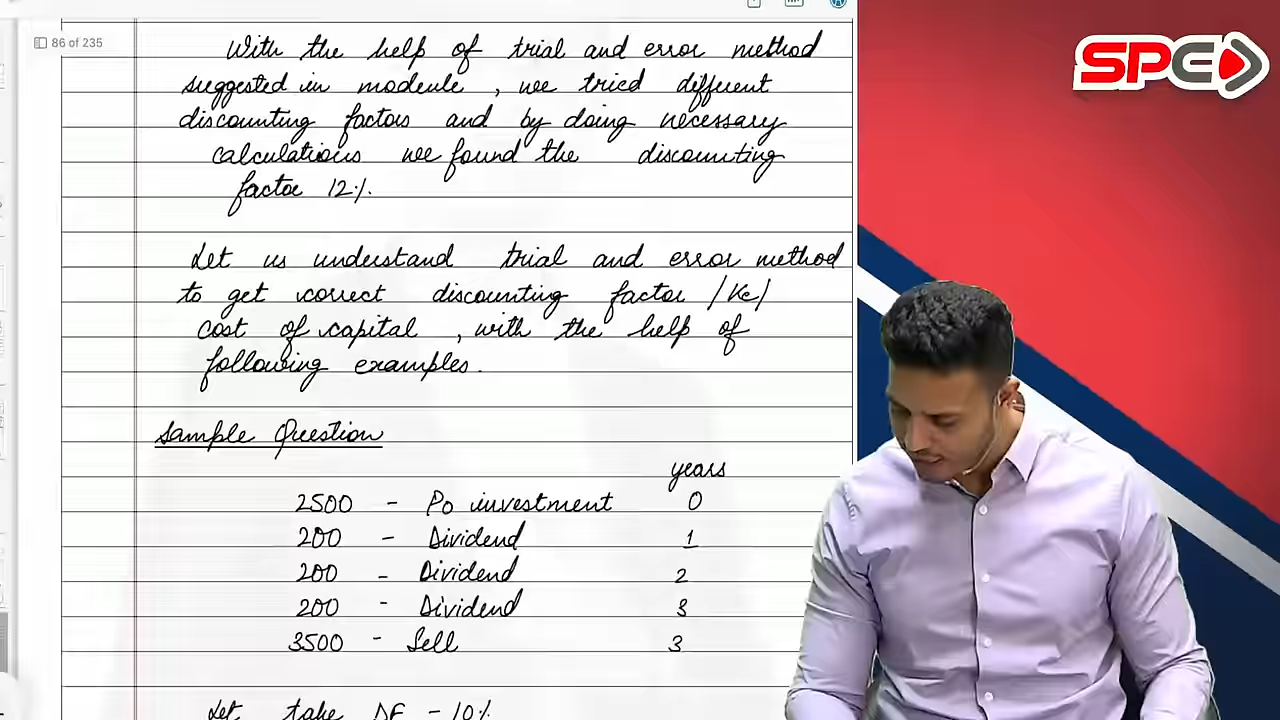 86 of 235
SPC
With the help of trial and error method
suggested in module, we tried different
discounting factors and by doing necessary
calculations we found the discounting
factor 12%.
Let us understand trial and error method
to get correct discounting factor /Ke/
cost of capital, with the help of
following examples.
Sample Question
years
2500 - Po investment 0
200 - Dividend 1
200 - Dividend 2
200 - Dividend 3
3500 - Sell 3
Let take DF - 10%